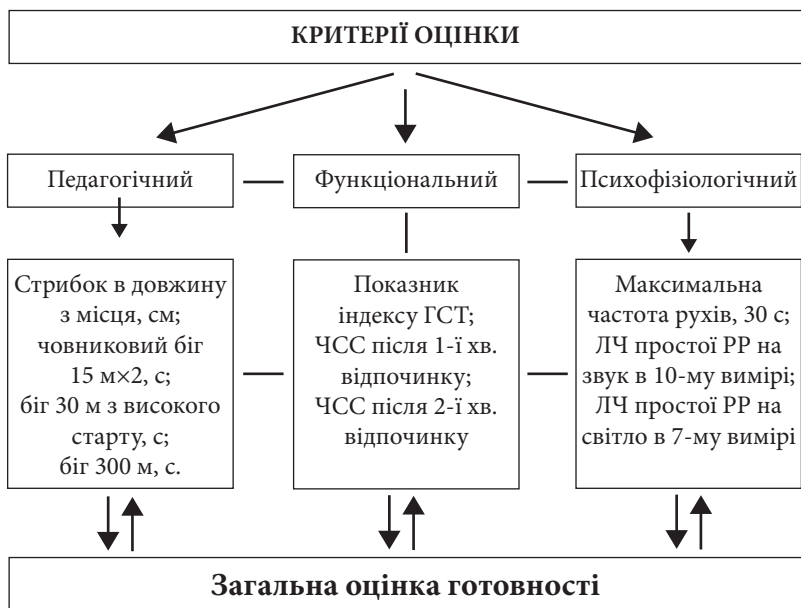 КРИТЕРІЇ ОЦІНКИ
Педагогічний
Функціональний
Психофізіологічний
Стрибок в довжину
з місця, см;
човниковий біг
15 м×2, с;
біг 30 м з високого
старту, с;
біг 300 м, с.
Показник
індексу ГСТ;
ЧСС після 1-ї хв.
відпочинку;
ЧСС після 2-ї хв.
відпочинку
Максимальна
частота рухів, 30 с;
ЛЧ простої РР на
звук в 10-му вимірі;
ЛЧ простої РР на
світло в 7-му вимірі
Загальна оцінка готовності